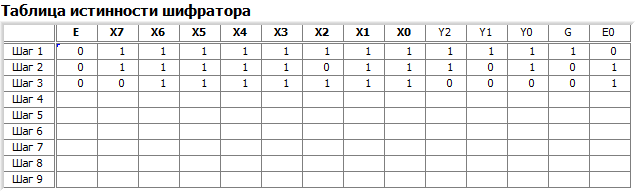 Таблица истинности шифратора
E X7 X6 X5 X4 X3 X2 X1 X0 Y2 Y1 Y0 G E0
Шаг 1 0 1 1 1 1 1 1 1 1 1 1 1 1 0
Шаг 2 0 1 1 1 1 1 0 1 1 1 0 1 0 1
Шаг 3 0 0 1 1 1 1 1 1 1 0 0 0 0 1
Шаг 4
Шаг 5
Шаг 6
Шаг 7
Шаг 8
Шаг 9